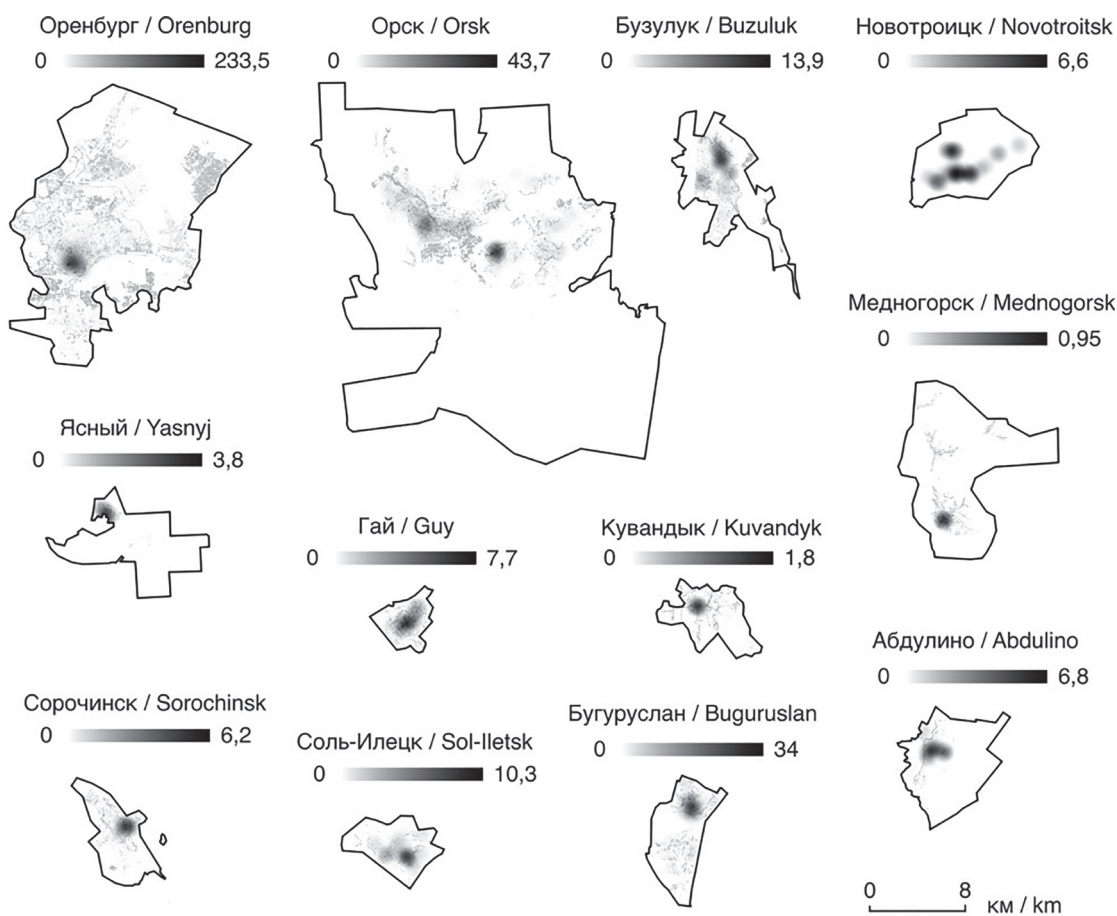 Оренбург / Orenburg
0 233,5
Орск / Orsk
0 43,7
Бузулук / Buzuluk
0 13,9
Новотроицк / Novotroitsk
0 6,6
Медногорск / Mednogorsk
0 0,95
Ясный / Yasnyj
0 3,8
Гай / Guy
0 7,7
Кувандык / Kuvandyk
0 1,8
Абдулино / Abdulino
0 6,8
Сорочинск / Sorochinsk
0 6,2
Соль-Илецк / Sol-Iletsk
0 10,3
Бугуруслан / Buguruslan
0 34
0 8 км / km